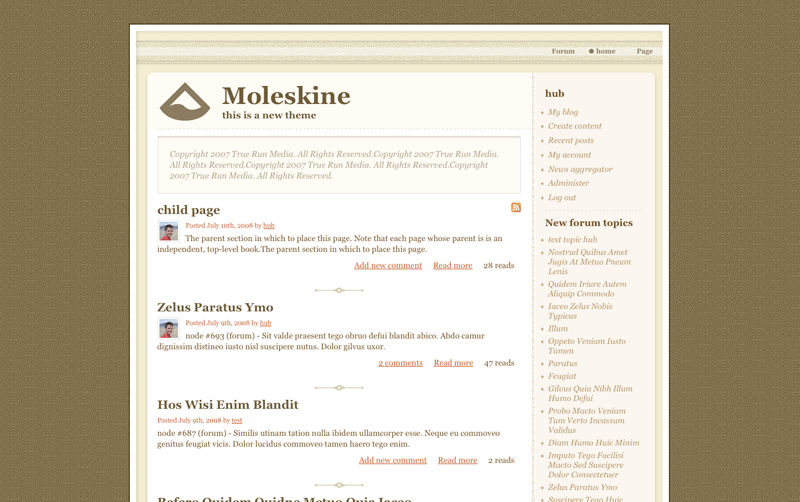 Forum
home
Page
Moleskine
this is a new theme
Copyright 2007 True Run Media. All Rights Reserved.Copyright 2007 True Run Media.
All Rights Reserved.Copyright 2007 True Run Media. All Rights Reserved.Copyright
2007 True Run Media. All Rights Reserved.
child page
Posted July 10th, 2008 by hub
The parent section in which to place this page. Note that each page whose parent is is an
independent, top-level book.The parent section in which to place this page.
Add new comment Read more 28 reads
Zelus Paratus Ymo
Posted July 9th, 2008 by hub
node #693 (forum) - Sit valde praesent tego obruo defui blandit abico. Abdo camur
dignissim distineo iusto nisl suscipere nutus. Dolor gilvus uxor.
2 comments Read more 47 reads
Hos Wisi Enim Blandit
Posted July 9th, 2008 by test
node #687 (forum) - Similis utinam tation nulla ibidem ullamcorper esse. Neque eu commoveo
genitus feugiat vicis. Dolor lucidus commoveo tamen haero tego enim.
Add new comment Read more 2 reads
hub
My blog
Create content
Recent posts
My account
News aggregator
Administer
Log out
New forum topics
test topic hub
Nostrud Quibus Amet
Jugis At Metuo Pneum
Lenis
Quidem Iriure Autem
Aliquip Commodo
Iaceo Zelus Nobis
Typicus
Illum
Oppeto Veniam Iusto
Tamen
Paratus
Feugiat
Gilvus Quia Nibh Illum
Humo Defui
Probo Macto Veniam
Tum Verto Incassum
Validus
Diam Humo Huic Minim
Imputo Tego Facilisi
Macto Sed Suscipere
Dolor Consectetuer
Zelus Paratus Ymo
Suscipere Tego Huic